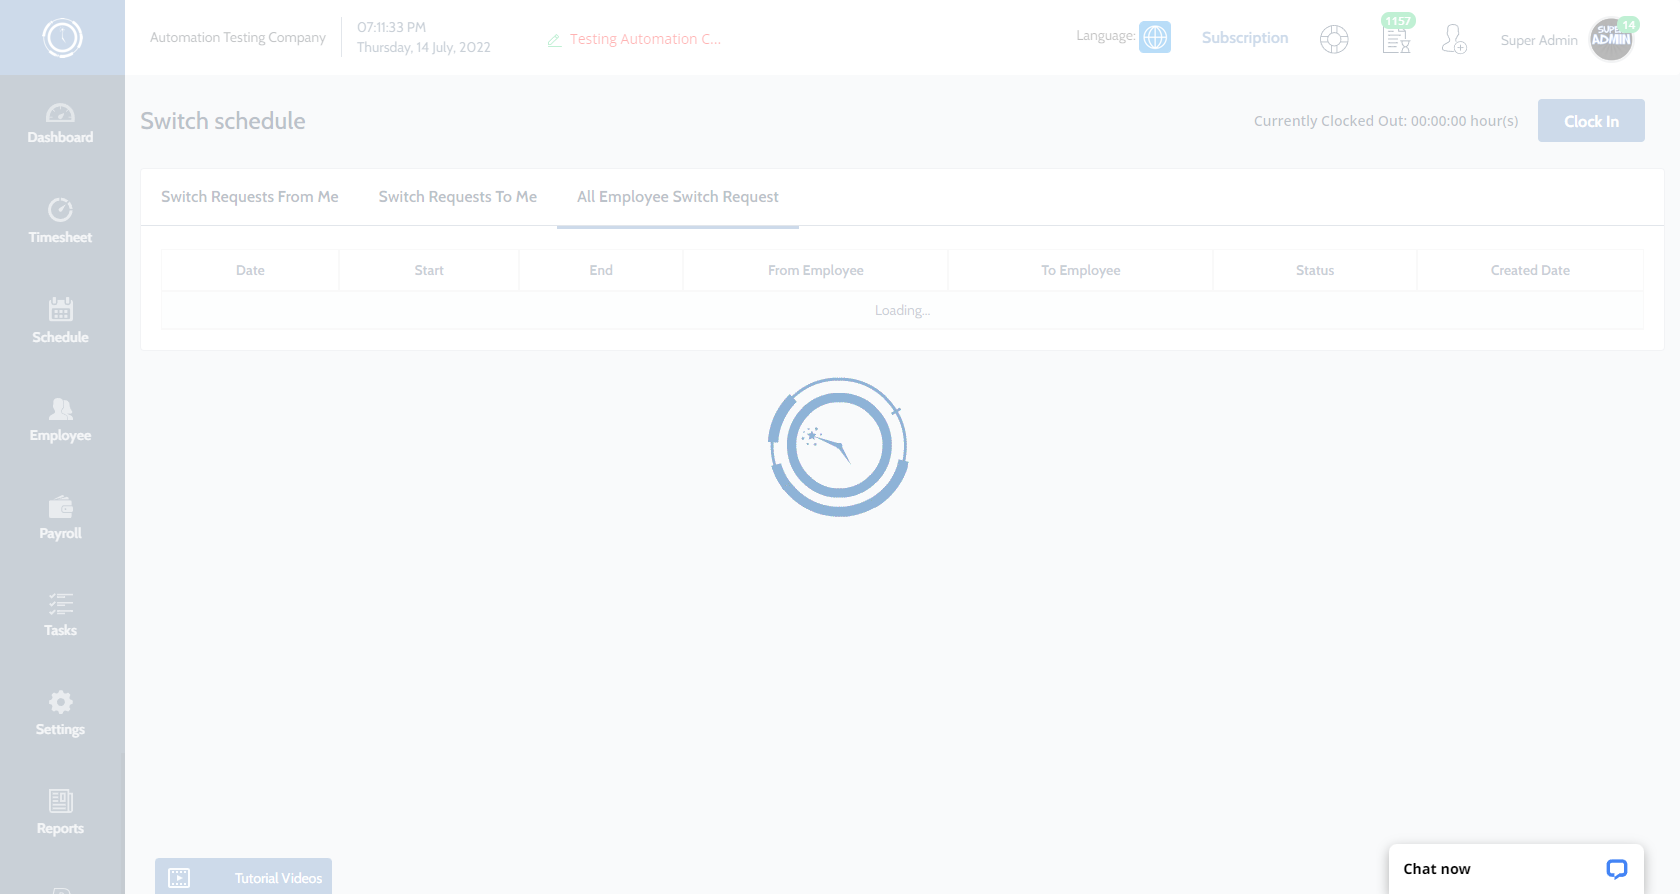 Automation Testing Company
07:11:33 PM
Thursday, 14 July, 2022
Testing Automation C...
Language:
Subscription
1157
Super Admin
14
SUPER
ADMIN
Dashboard
Timesheet
Schedule
Employee
Payroll
Tasks
Settings
Reports
Switch schedule
Currently Clocked Out: 00:00:00 hour(s)
Clock In
Switch Requests From Me Switch Requests To Me All Employee Switch Request
Date Start End From Employee To Employee Status Created Date
Loading...
Tutorial Videos
Chat now